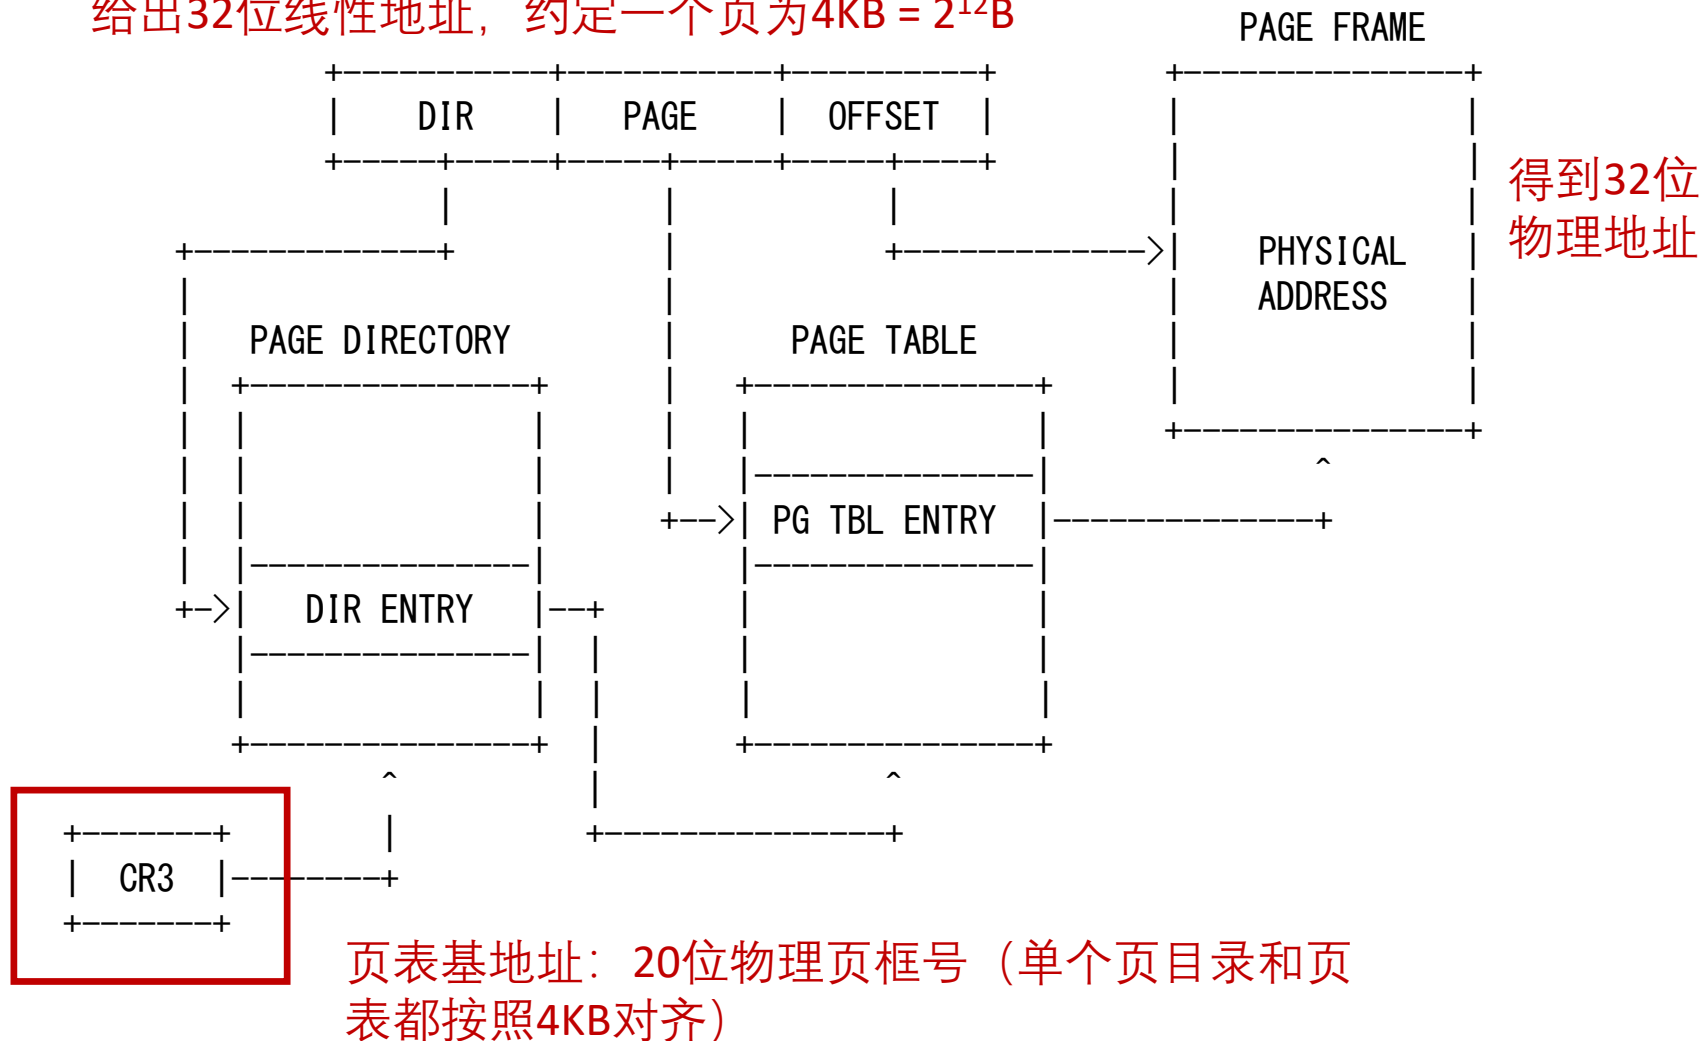 给出32位线性地址，约定一个页为4KB = 2¹²B
PAGE FRAME
DIR | PAGE | OFFSET
得到32位
物理地址
PHYSICAL
ADDRESS
PAGE DIRECTORY
PAGE TABLE
PG TBL ENTRY
DIR ENTRY
CR3
页表基地址：20位物理页框号（单个页目录和页
表都按照4KB对齐）